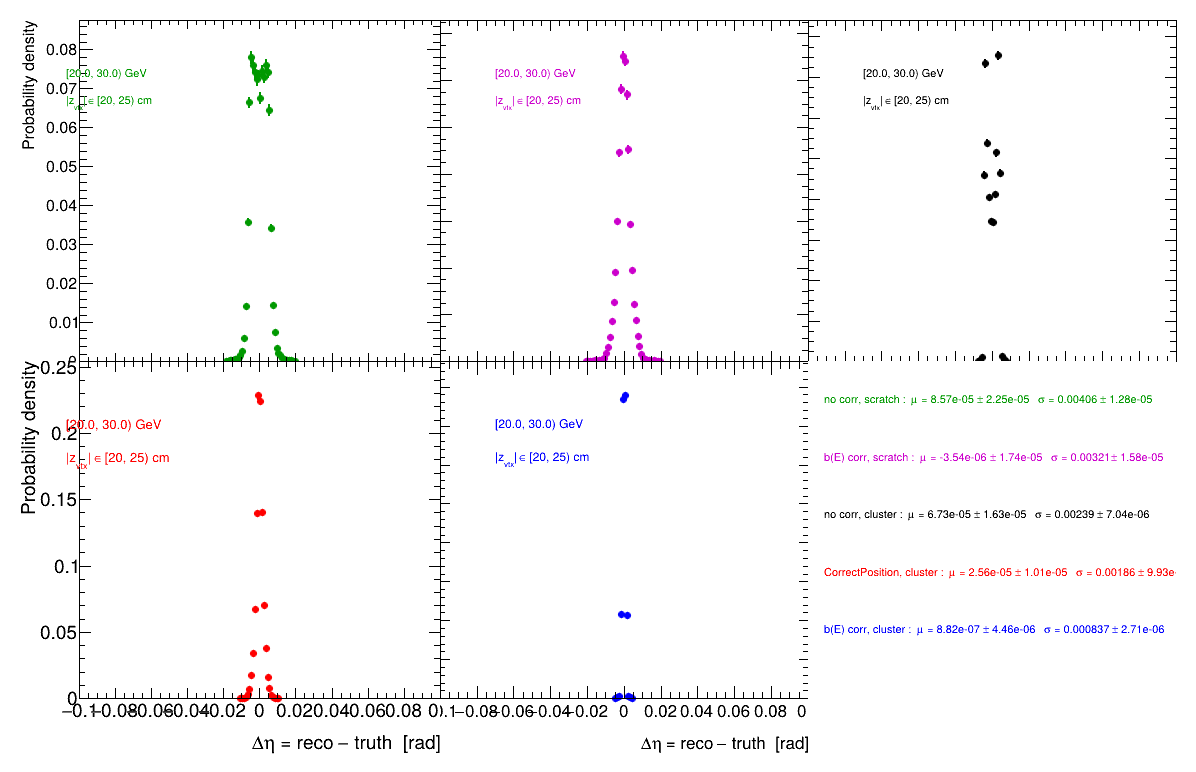 Probability density
0.08
0.07
0.06
0.05
0.04
0.03
0.02
0.01
0
[20.0, 30.0) GeV
|z_vtx| ∈ [20, 25) cm
[20.0, 30.0) GeV
|z_vtx| ∈ [20, 25) cm
[20.0, 30.0) GeV
|z_vtx| ∈ [20, 25) cm
Probability density
0.25
0.2
0.15
0.1
0.05
0
[20.0, 30.0) GeV
|z_vtx| ∈ [20, 25) cm
−0.1−0.08−0.06−0.04−0.02 0 0.02 0.04 0.06 0.08 0.1
Δη = reco − truth [rad]
[20.0, 30.0) GeV
|z_vtx| ∈ [20, 25) cm
−0.08−0.06−0.04−0.02 0 0.02 0.04 0.06 0.08 0
Δη = reco − truth [rad]
no corr, scratch : μ = 8.57e-05 ± 2.25e-05 σ = 0.00406 ± 1.28e-05
b(E) corr, scratch : μ = -3.54e-06 ± 1.74e-05 σ = 0.00321 ± 1.58e-05
no corr, cluster : μ = 6.73e-05 ± 1.63e-05 σ = 0.00239 ± 7.04e-06
CorrectPosition, cluster : μ = 2.56e-05 ± 1.01e-05 σ = 0.00186 ± 9.93e
b(E) corr, cluster : μ = 8.82e-07 ± 4.46e-06 σ = 0.000837 ± 2.71e-06